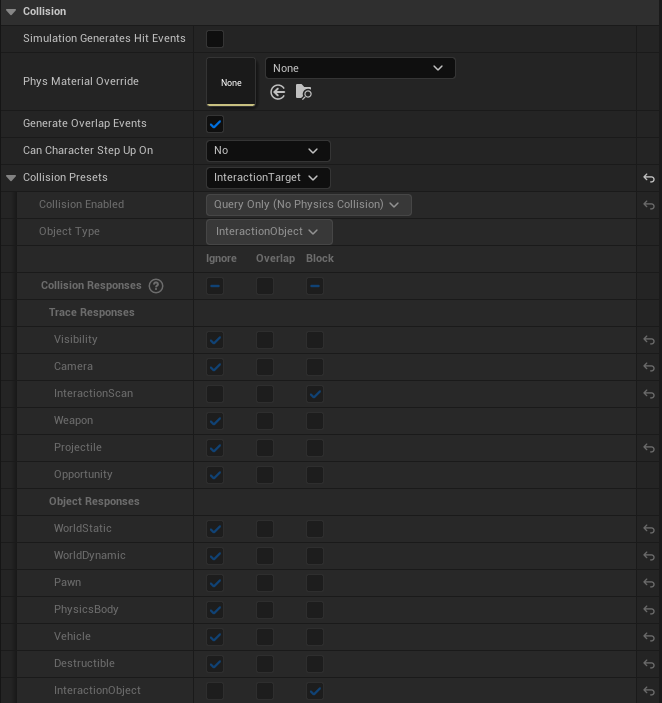 Collision
Simulation Generates Hit Events
Phys Material Override None None
Generate Overlap Events
Can Character Step Up On No
Collision Presets InteractionTarget
Collision Enabled Query Only (No Physics Collision)
Object Type InteractionObject
Ignore Overlap Block
Collision Responses ?
Trace Responses
Visibility
Camera
InteractionScan
Weapon
Projectile
Opportunity
Object Responses
WorldStatic
WorldDynamic
Pawn
PhysicsBody
Vehicle
Destructible
InteractionObject